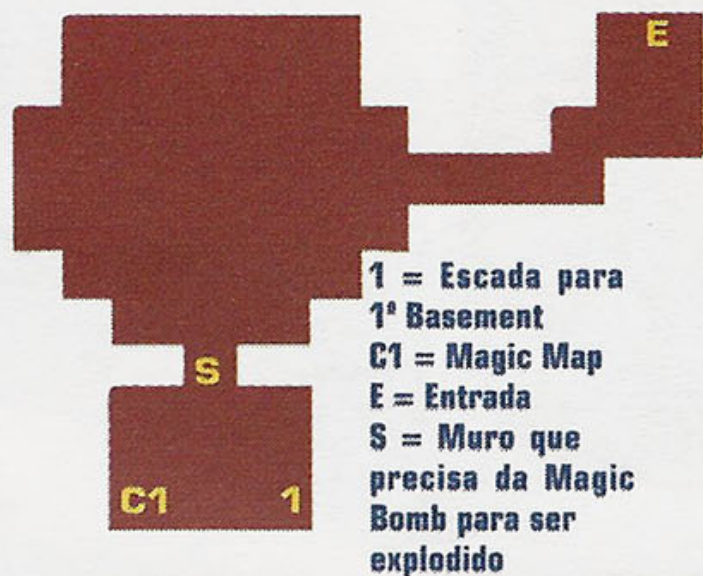 E
1 = Escada para
1ª Basement
C1 = Magic Map
E = Entrada
S = Muro que
precisa da Magic
Bomb para ser
explodido
S
C1 1